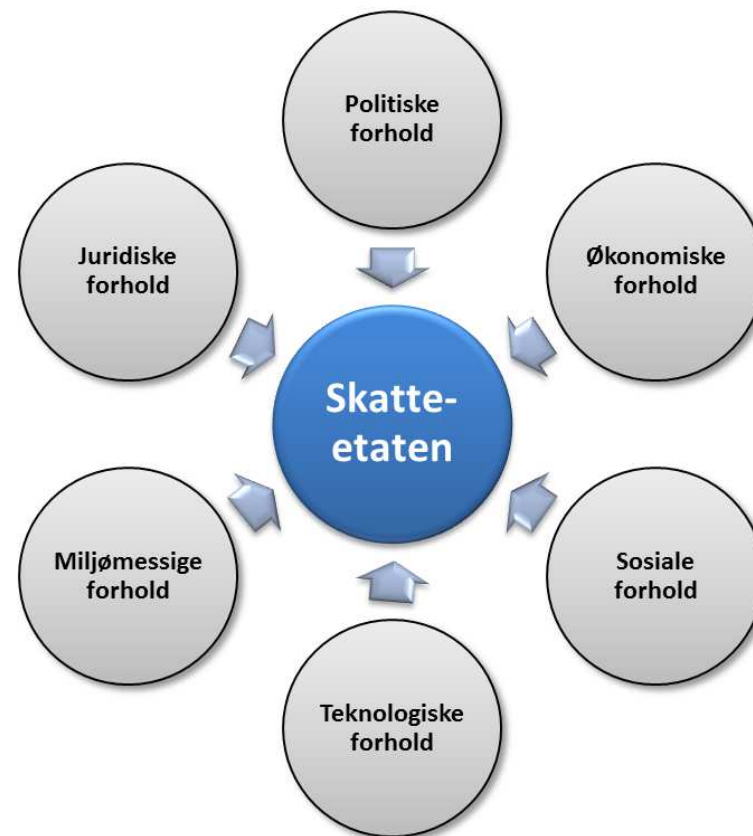 Politiske
forhold
Økonomiske
forhold
Sosiale
forhold
Teknologiske
forhold
Miljømessige
forhold
Juridiske
forhold
Skatte-
etaten